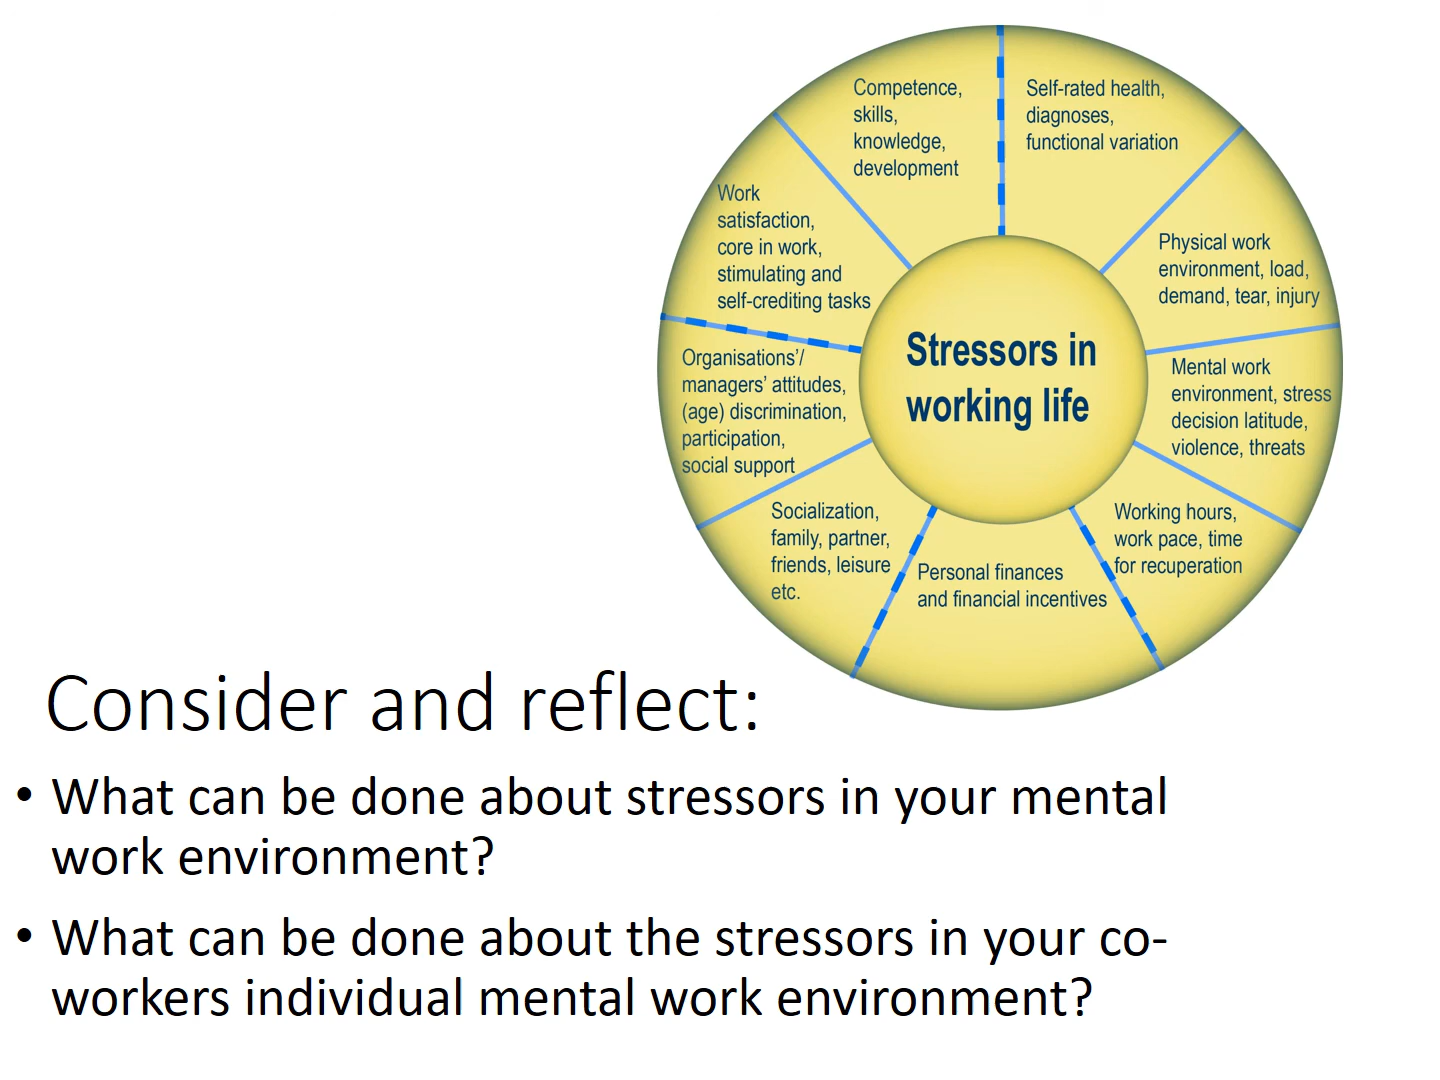 Competence,
skills,
knowledge,
development
Self-rated health,
diagnoses,
functional variation
Physical work
environment, load,
demand, tear, injury
Mental work
environment, stress
decision latitude,
violence, threats
Working hours,
work pace, time
for recuperation
Personal finances
and financial incentives
Socialization,
family, partner,
friends, leisure
etc.
Organisations’/
managers’ attitudes,
(age) discrimination,
participation,
social support
Work
satisfaction,
core in work,
stimulating and
self-crediting tasks
Stressors in
working life
Consider and reflect:
• What can be done about stressors in your mental
work environment?
• What can be done about the stressors in your co-
workers individual mental work environment?